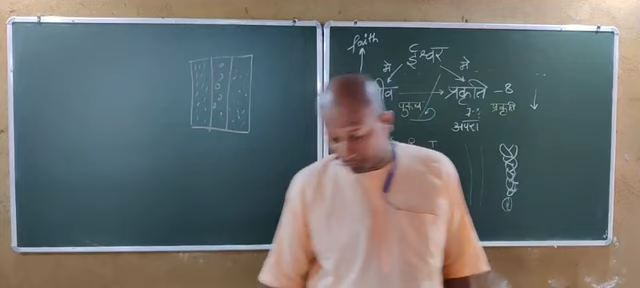 faith
ईश्वर
मे मे
व प्रकृति - 8
पुरुष प्रकृति
अपरा